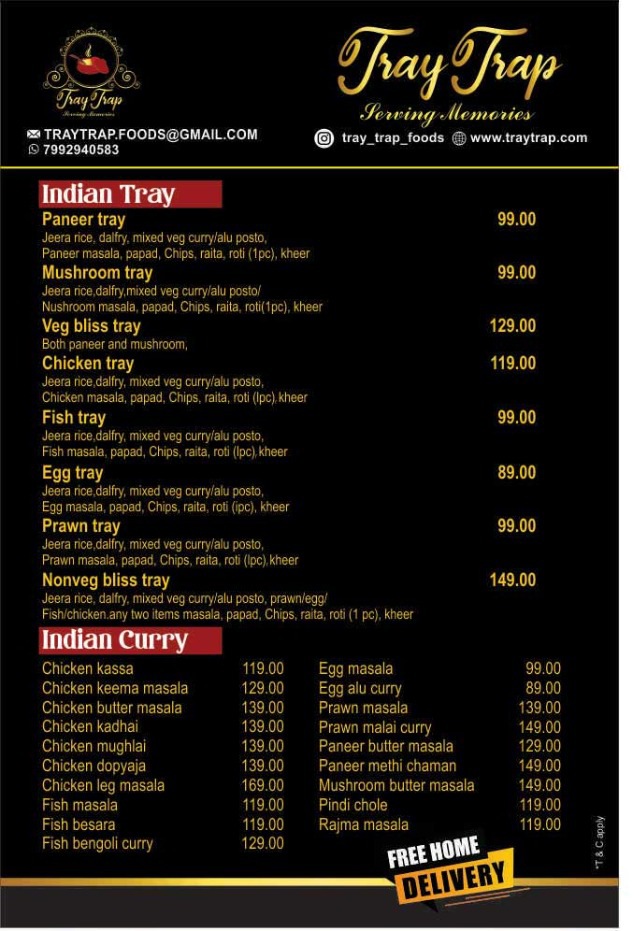 Tray Trap
Serving Memories
TRAYTRAP.FOODS@GMAIL.COM
7992940583
Tray Trap
Serving Memories
tray_trap_foods www.traytrap.com
Indian Tray
Paneer tray 99.00
Jeera rice, dalfry, mixed veg curry/alu posto,
Paneer masala, papad, Chips, raita, roti (1pc), kheer
Mushroom tray 99.00
Jeera rice,dalfry,mixed veg curry/alu posto/
Nushroom masala, papad, Chips, raita, roti(1pc), kheer
Veg bliss tray 129.00
Both paneer and mushroom,
Chicken tray 119.00
Jeera rice,dalfry, mixed veg curry/alu posto,
Chicken masala, papad, Chips, raita, roti (lpc).kheer
Fish tray 99.00
Jeera rice,dalfry, mixed veg curry/alu posto,
Fish masala, papad, Chips, raita, roti (lpc),kheer
Egg tray 89.00
Jeera rice,dalfry, mixed veg curry/alu posto,
Egg masala, papad, Chips, raita, roti (ipc), kheer
Prawn tray 99.00
Jeera rice,dalfry, mixed veg curry/alu posto,
Prawn masala, papad, Chips, raita, roti (lpc).kheer
Nonveg bliss tray 149.00
Jeera rice, dalfry, mixed veg curry/alu posto, prawn/egg/
Fish/chicken.any two items masala, papad, Chips, raita, roti (1 pc), kheer
Indian Curry
Chicken kassa 119.00
Chicken keema masala 129.00
Chicken butter masala 139.00
Chicken kadhai 139.00
Chicken mughlai 139.00
Chicken dopyaja 139.00
Chicken leg masala 169.00
Fish masala 119.00
Fish besara 119.00
Fish bengoli curry 129.00
Egg masala 99.00
Egg alu curry 89.00
Prawn masala 139.00
Prawn malai curry 149.00
Paneer butter masala 129.00
Paneer methi chaman 149.00
Mushroom butter masala 149.00
Pindi chole 119.00
Rajma masala 119.00
*T & C apply
FREE HOME
DELIVERY